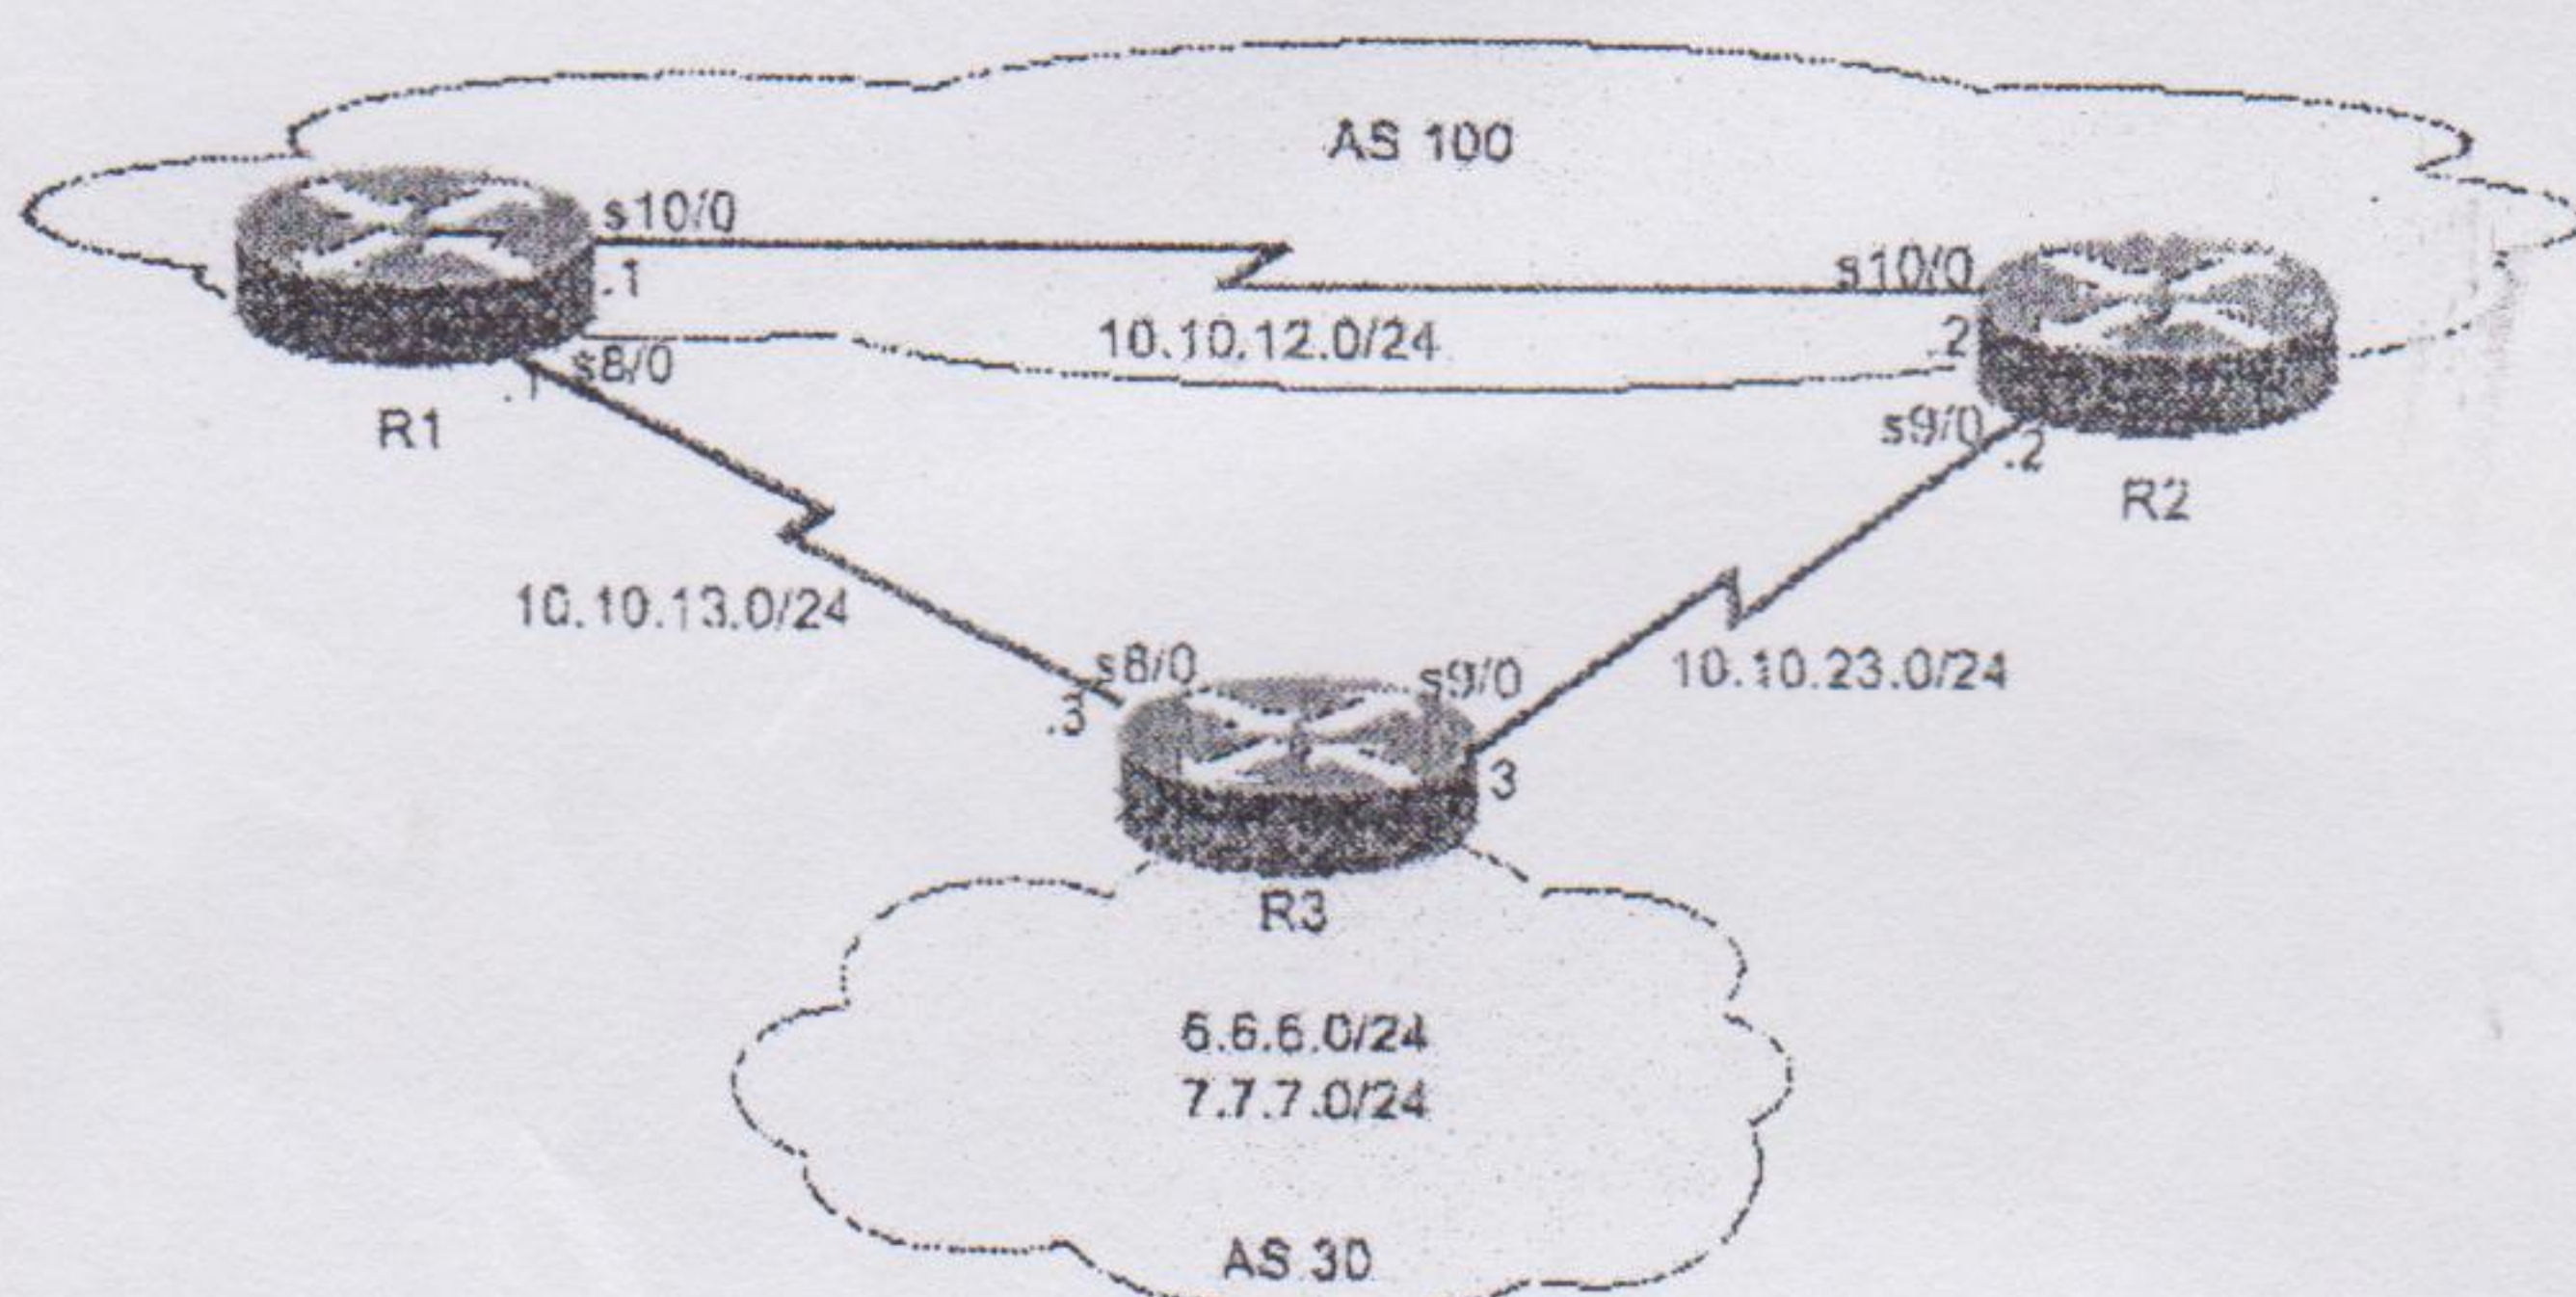 AS 100
s10/0
.1
s10/0
.2
10.10.12.0/24
s8/0
.1
R1
s9/0
.2
R2
10.10.13.0/24
s8/0
.3
s9/0
3
10.10.23.0/24
R3
6.6.6.0/24
7.7.7.0/24
AS 30